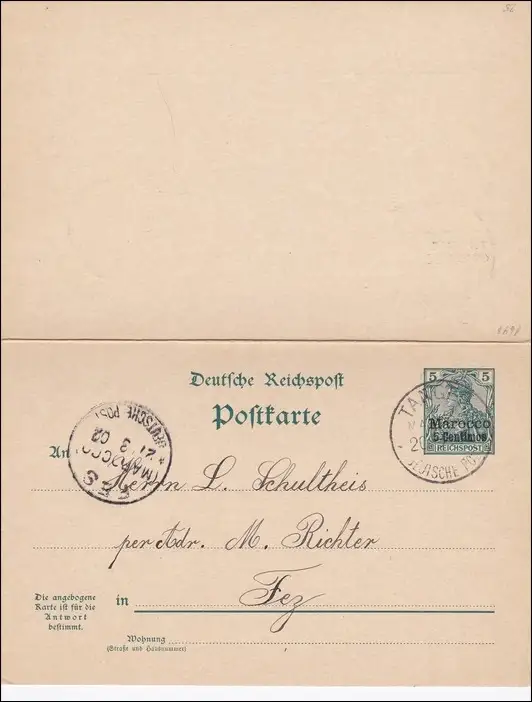 Deutsche Reichspost
Postkarte
5 5
Marocco
5 Centimos
REICHSPOST
TANGER
DEUTSCHE POST
FES
(MAROCCO)
21 3 02
* DEUTSCHE POST *
An Herrn L. Schultheis
per Adr. M. Richter
in Fez
Die angebogene
Karte ist für die
Antwort
bestimmt.
Wohnung
(Straße und Hausnummer)